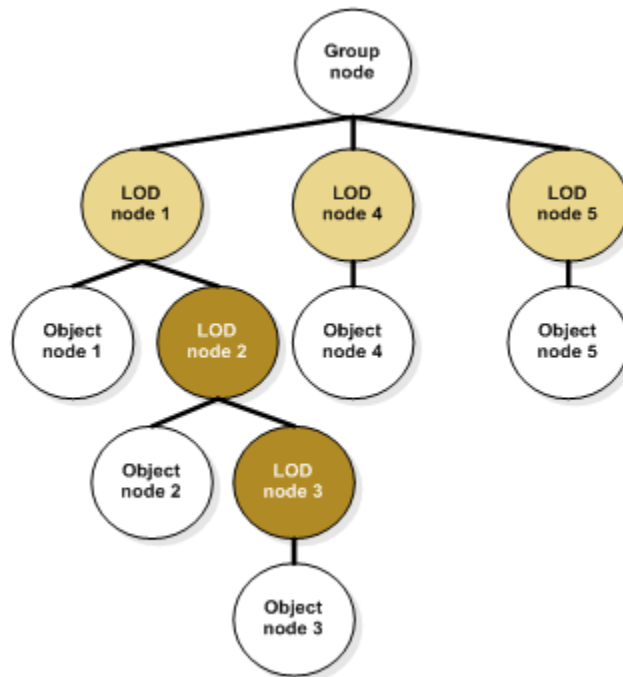 Group
node
LOD
node 1
LOD
node 4
LOD
node 5
Object
node 1
LOD
node 2
Object
node 4
Object
node 5
Object
node 2
LOD
node 3
Object
node 3